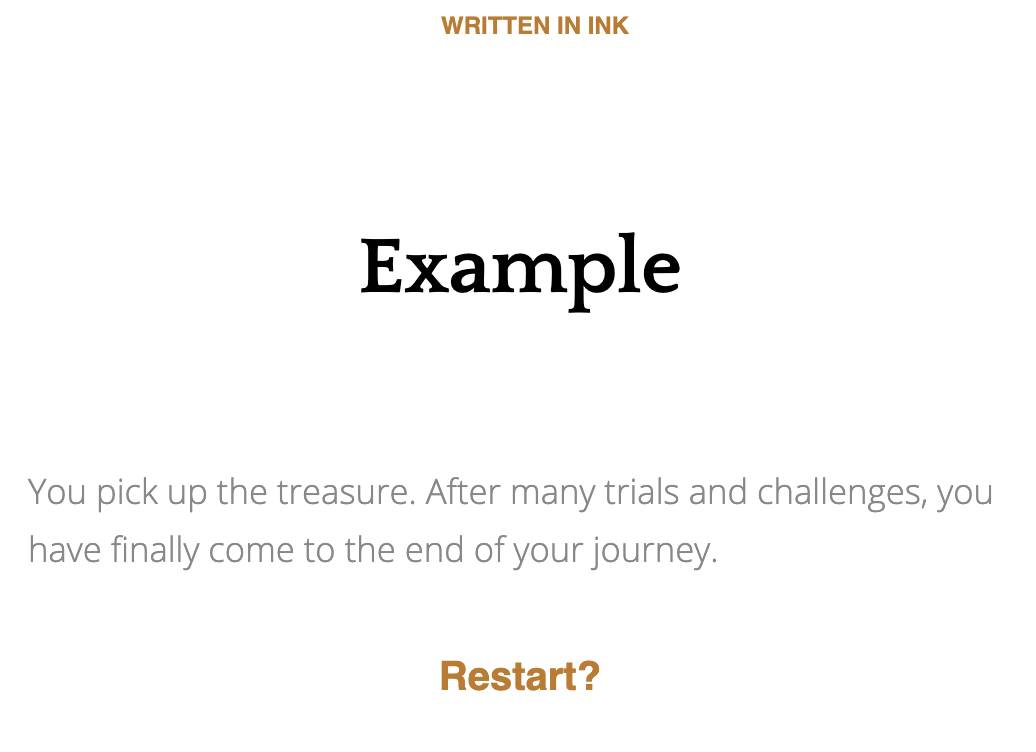 WRITTEN IN INK
Example
You pick up the treasure. After many trials and challenges, you
have finally come to the end of your journey.
Restart?